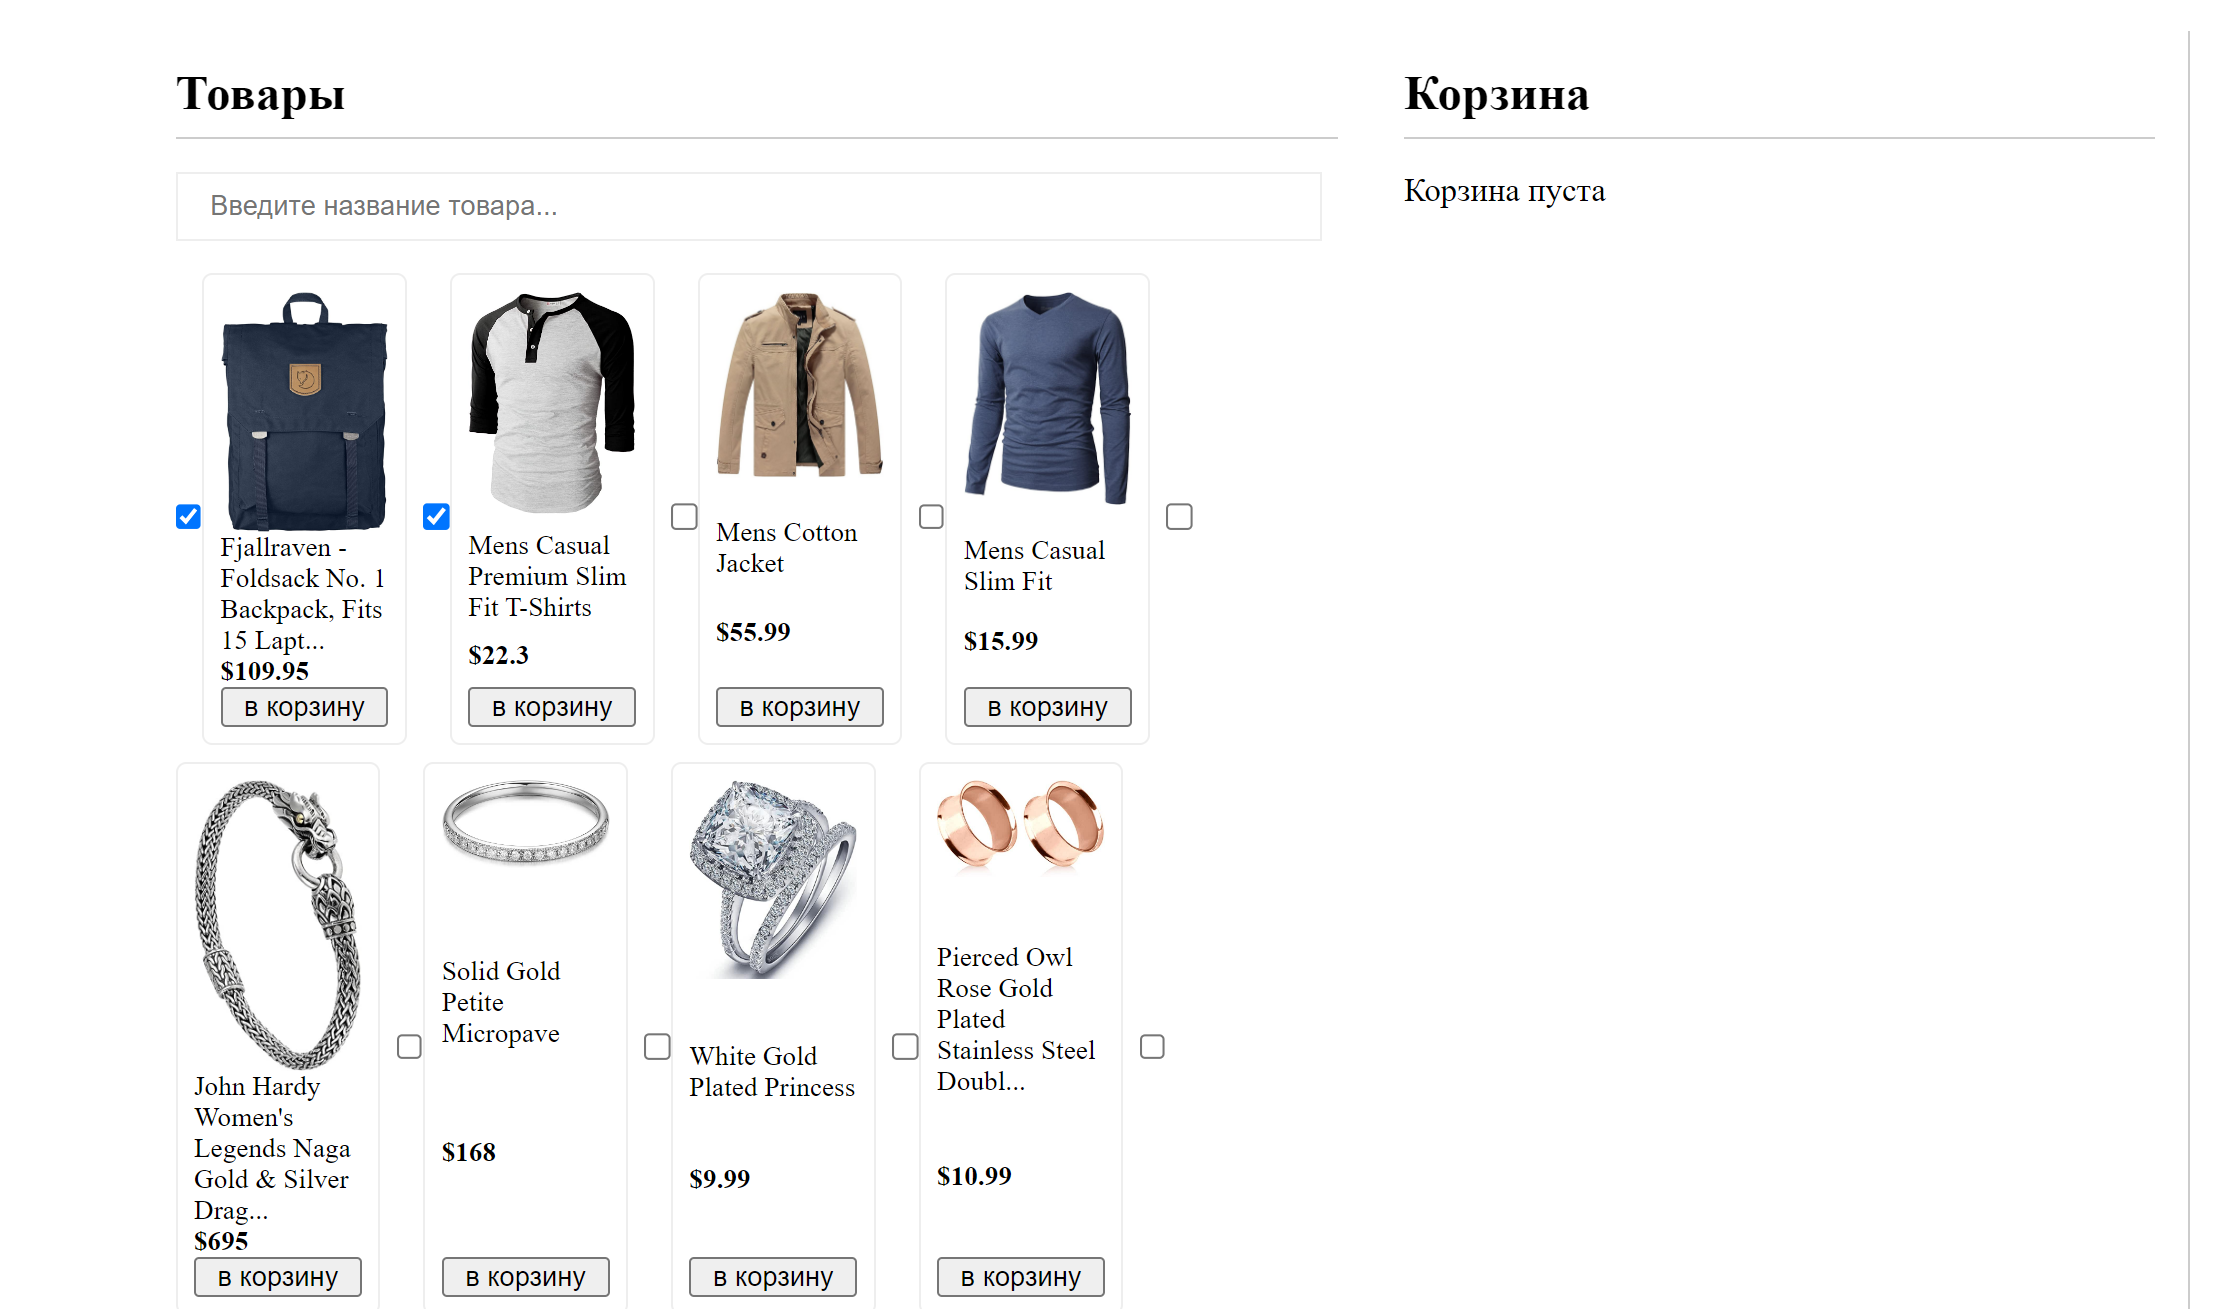 Товары
Введите название товара...
Fjallraven -
Foldsack No. 1
Backpack, Fits
15 Lapt...
$109.95
в корзину
Mens Casual
Premium Slim
Fit T-Shirts
$22.3
в корзину
Mens Cotton
Jacket
$55.99
в корзину
Mens Casual
Slim Fit
$15.99
в корзину
John Hardy
Women's
Legends Naga
Gold & Silver
Drag...
$695
в корзину
Solid Gold
Petite
Micropave
$168
в корзину
White Gold
Plated Princess
$9.99
в корзину
Pierced Owl
Rose Gold
Plated
Stainless Steel
Doubl...
$10.99
в корзину
Корзина
Корзина пуста